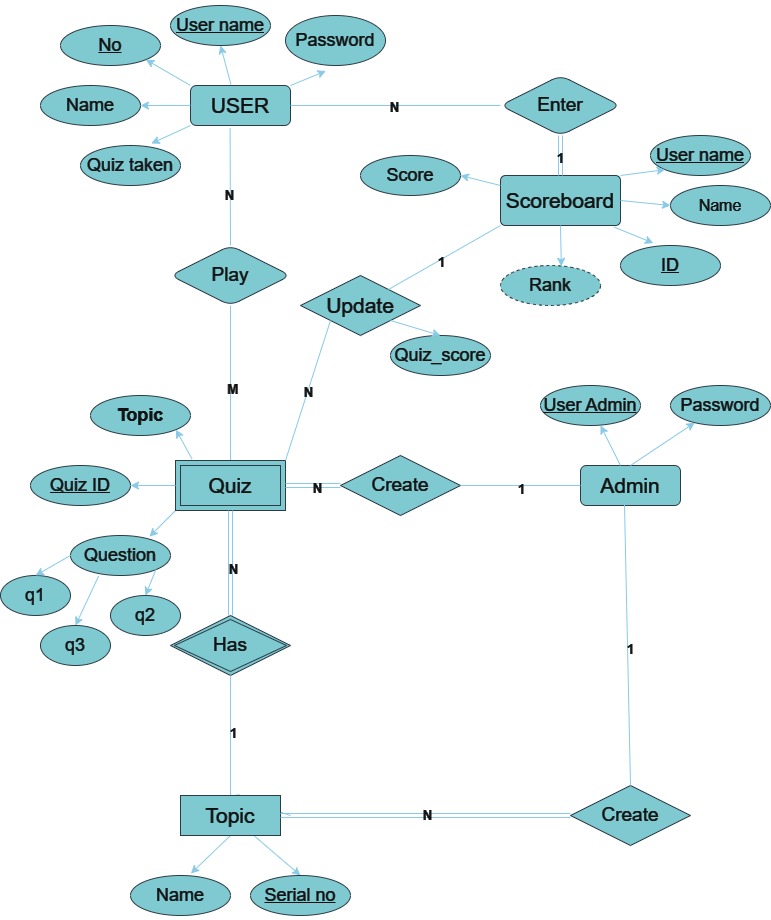 User name
No
Password
USER
Name
N
Enter
Quiz taken
1
User name
Score
Scoreboard
Name
N
ID
1
Play
Rank
Update
Quiz_score
M
N
Topic
User Admin
Password
Quiz ID
Quiz
N
Create
1
Admin
Question
N
q1
q2
q3
Has
1
1
Topic
N
Create
Name
Serial no